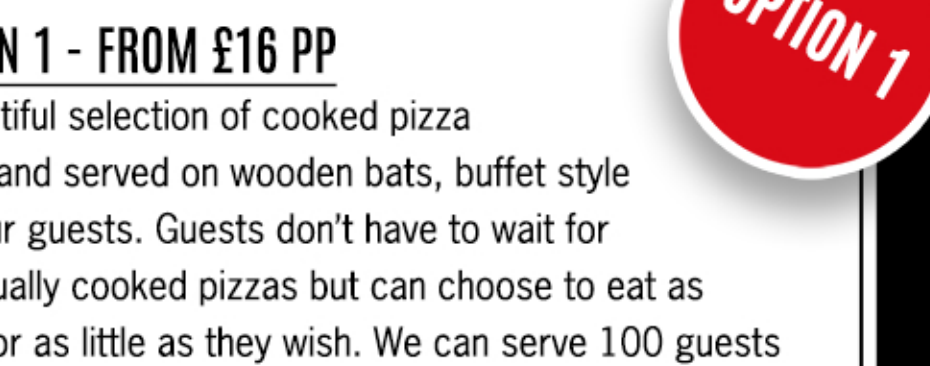 N 1 - FROM £16 PP
OPTION 1
tiful selection of cooked pizza
and served on wooden bats, buffet style
ur guests. Guests don't have to wait for
ually cooked pizzas but can choose to eat as
or as little as they wish. We can serve 100 guests